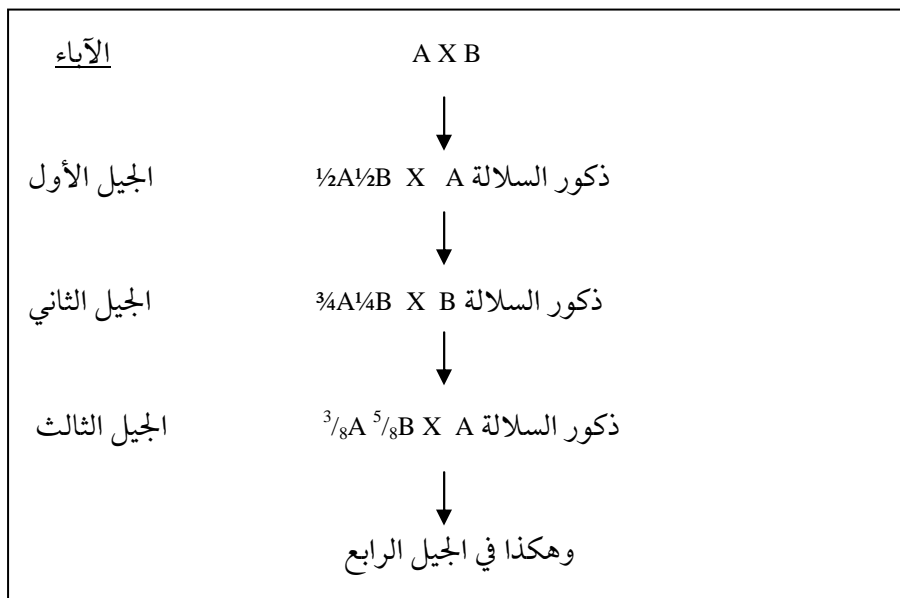 الآباء A X B
الجيل الأول ½A½B X A ذكور السلالة
الجيل الثاني ¾A¼B X B ذكور السلالة
الجيل الثالث ³/₈A ⁵/₈B X A ذكور السلالة
وهكذا في الجيل الرابع